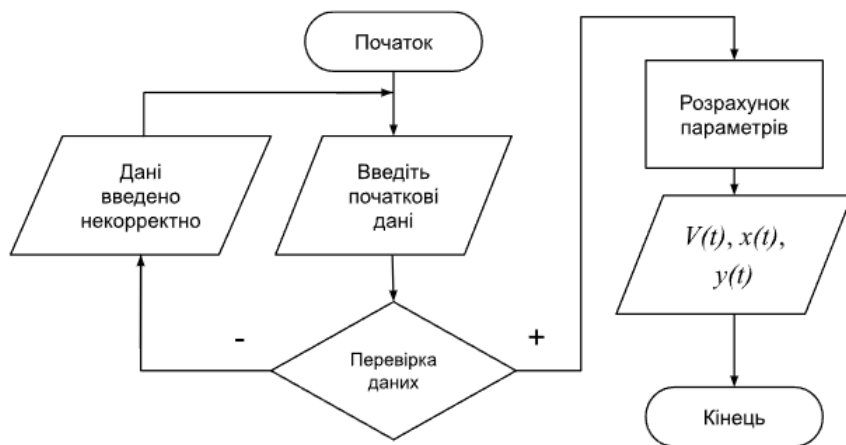 Початок
Дані
введено
некорректно
Введіть
початкові
дані
-
Перевірка
даних
+
Розрахунок
параметрів
V(t), x(t),
y(t)
Кінець